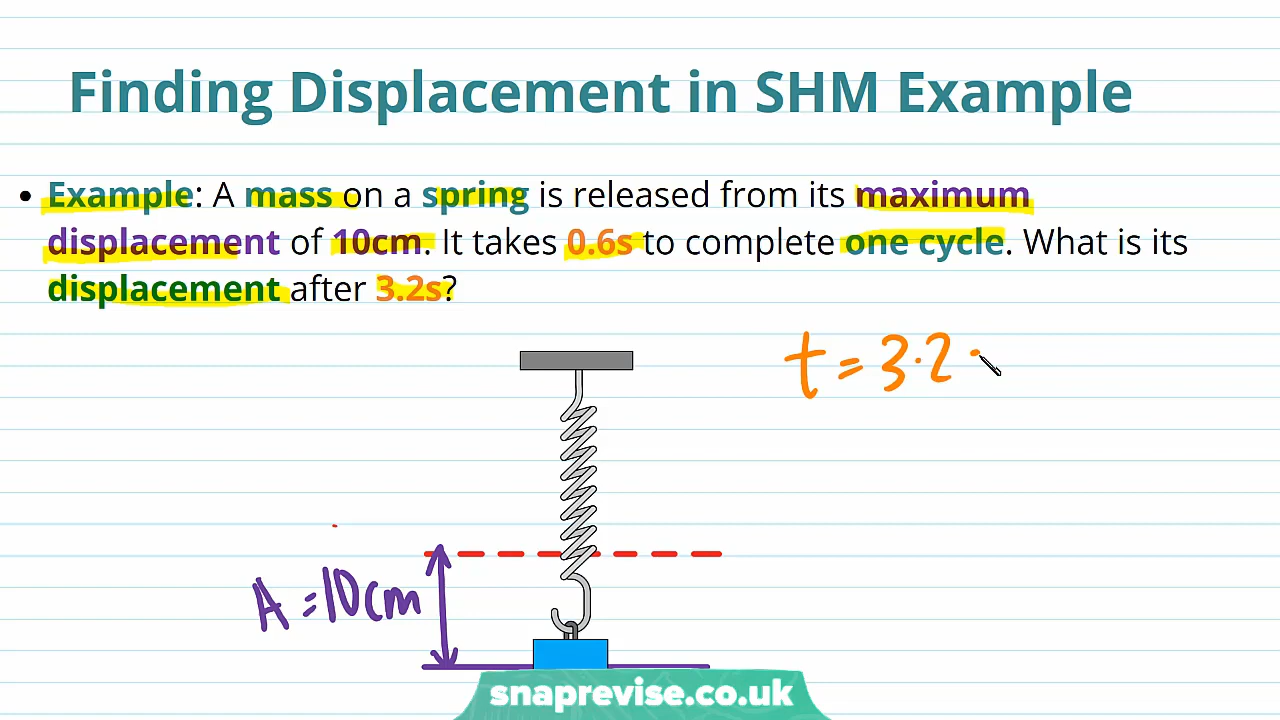 Finding Displacement in SHM Example
• Example: A mass on a spring is released from its maximum
displacement of 10cm. It takes 0.6s to complete one cycle. What is its
displacement after 3.2s?
t = 3.2
A = 10cm
snaprevise.co.uk